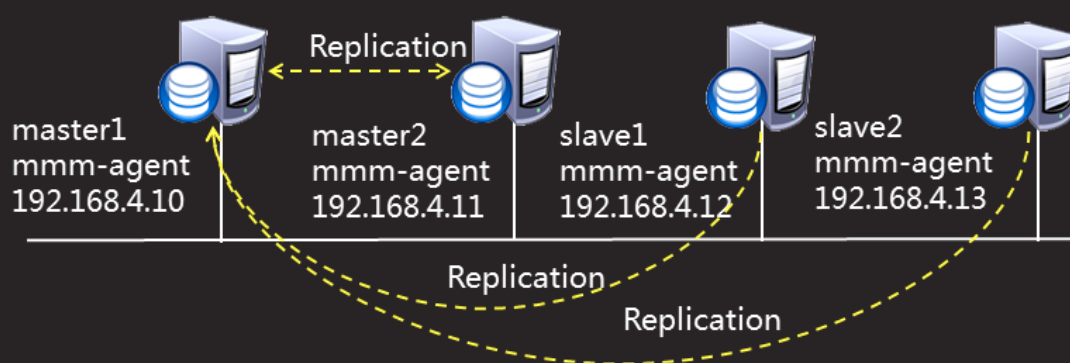 Replication
master1
mmm-agent
192.168.4.10
master2
mmm-agent
192.168.4.11
slave1
mmm-agent
192.168.4.12
slave2
mmm-agent
192.168.4.13
Replication
Replication